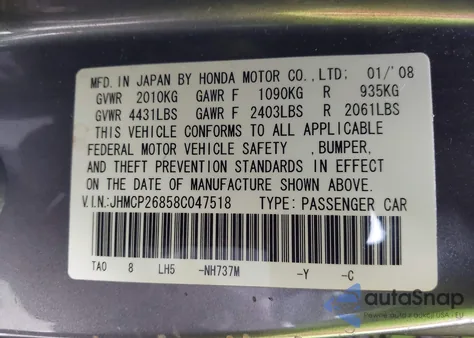 MFD. IN JAPAN BY HONDA MOTOR CO., LTD: 01/'08
GVWR 2010KG GAWR F 1090KG R 935KG
GVWR 4431LBS GAWR F 2403LBS R 2061LBS
THIS VEHICLE CONFORMS TO ALL APPLICABLE
FEDERAL MOTOR VEHICLE SAFETY ,BUMPER,
AND THEFT PREVENTION STANDARDS IN EFFECT
ON THE DATE OF MANUFACTURE SHOWN ABOVE.
V.I.N.:JHMCP26858C047518 TYPE: PASSENGER CAR
TA0 8 LH5 -NH737M -Y -C
autoSnap